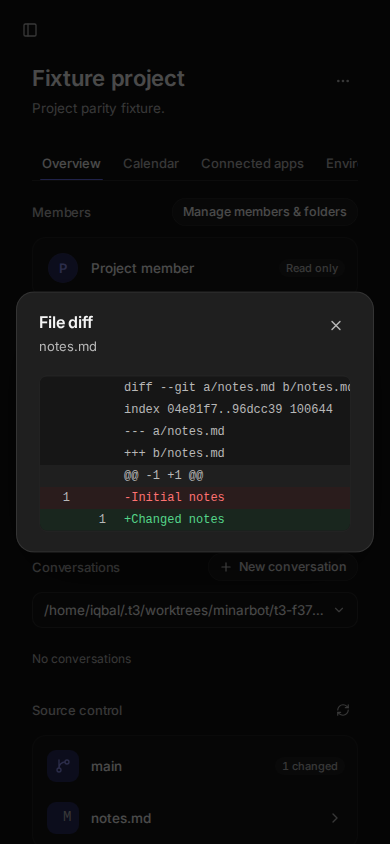 Fixture project
Project parity fixture.
Overview Calendar Connected apps Envir
Members Manage members & folders
P Project member Read only
File diff
notes.md
diff --git a/notes.md b/notes.md
index 04e81f7..96dcc39 100644
--- a/notes.md
+++ b/notes.md
@@ -1 +1 @@
1 -Initial notes
1 +Changed notes
Conversations + New conversation
/home/iqbal/.t3/worktrees/minarbot/t3-f37...
No conversations
Source control
main 1 changed
M notes.md